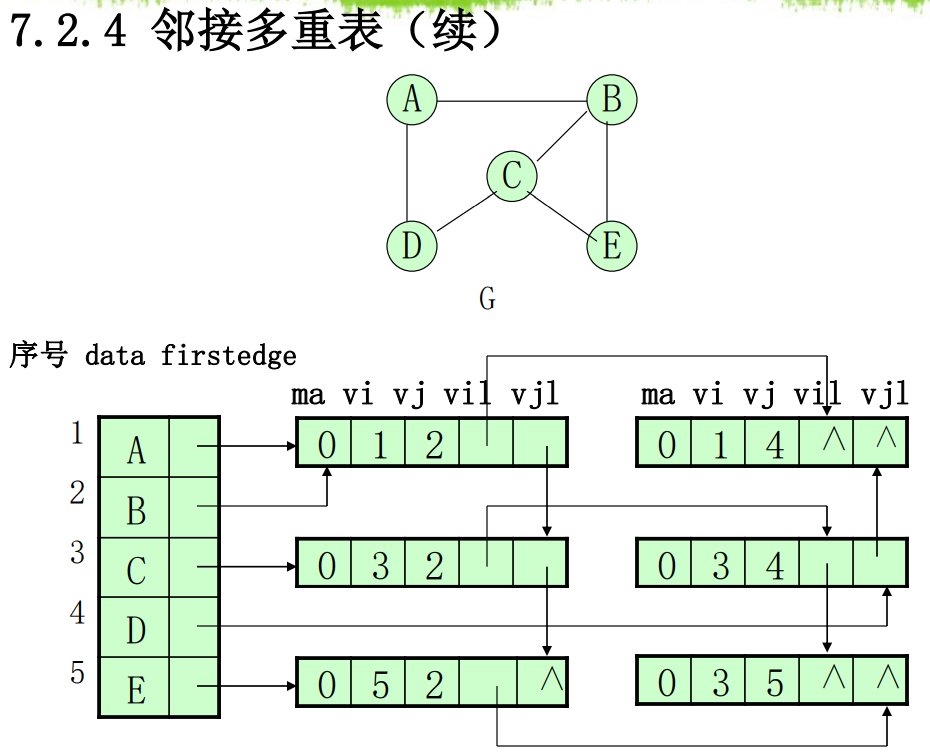 7.2.4 邻接多重表（续）
A B
C
D E
G
序号 data firstedge
ma vi vj vil vjl ma vi vj vil vjl
1 A 0 1 2 0 1 4 ^ ^
2 B
3 C 0 3 2 0 3 4
4 D
5 E 0 5 2 ^ 0 3 5 ^ ^